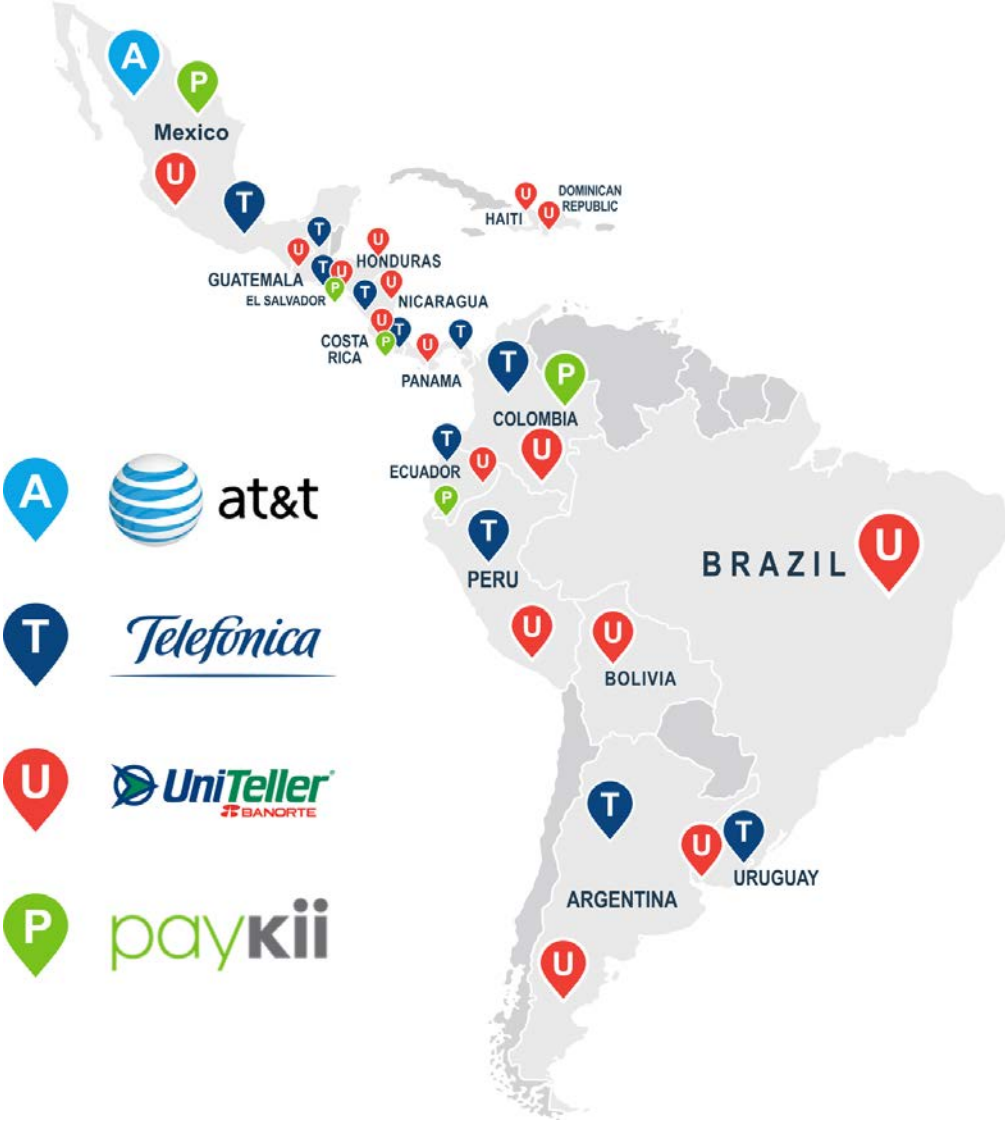 A
P
Mexico
U
T
U
DOMINICAN
REPUBLIC
U
HAITI
T
U
U
HONDURAS
GUATEMALA
T
U
U
EL SALVADOR
P
T
NICARAGUA
U
T
T
COSTA
RICA
P
U
PANAMA
T
P
COLOMBIA
T
U
ECUADOR
U
P
A
at&t
T
PERU
BRAZIL
U
T
Telefónica
U
U
BOLIVIA
U
UniTeller
BANORTE
T
U
T
URUGUAY
ARGENTINA
P
paykii
U